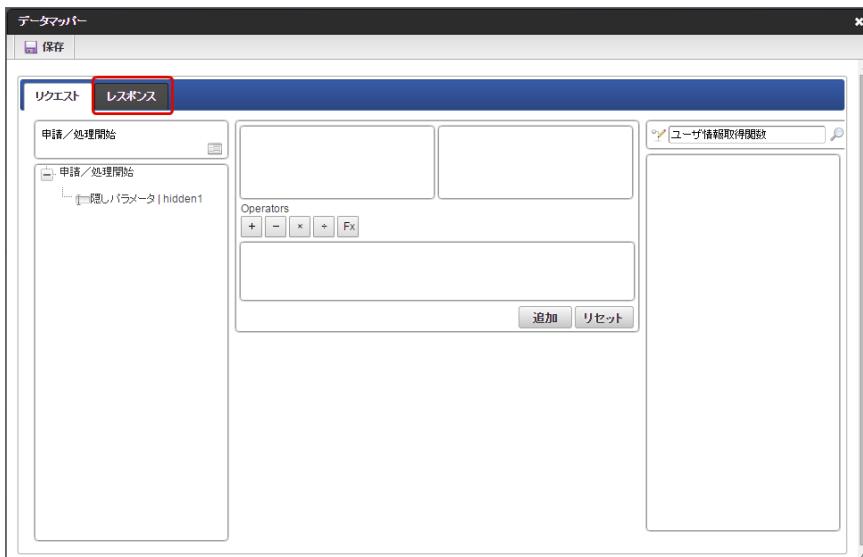 データマッパー
保存
リクエスト レスポンス
申請／処理開始
申請／処理開始
隠しパラメータ | hidden1
Operators
+ − × ÷ Fx
追加 リセット
ユーザ情報取得関数